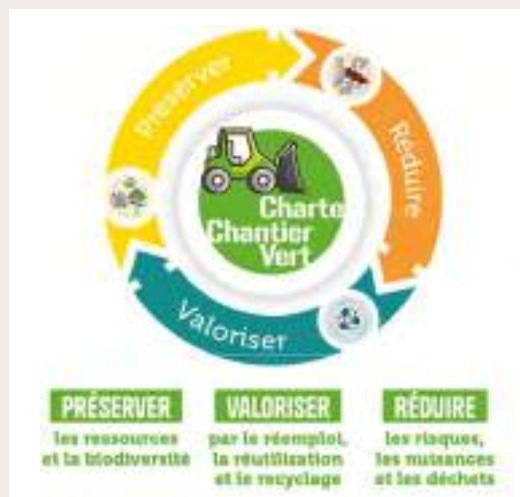 Préserver
Réduire
Charte
Chantier
Vert
Valoriser
PRÉSERVER
les ressources
et la biodiversité
VALORISER
par le réemploi,
la réutilisation
et le recyclage
RÉDUIRE
les risques,
les nuisances
et les déchets